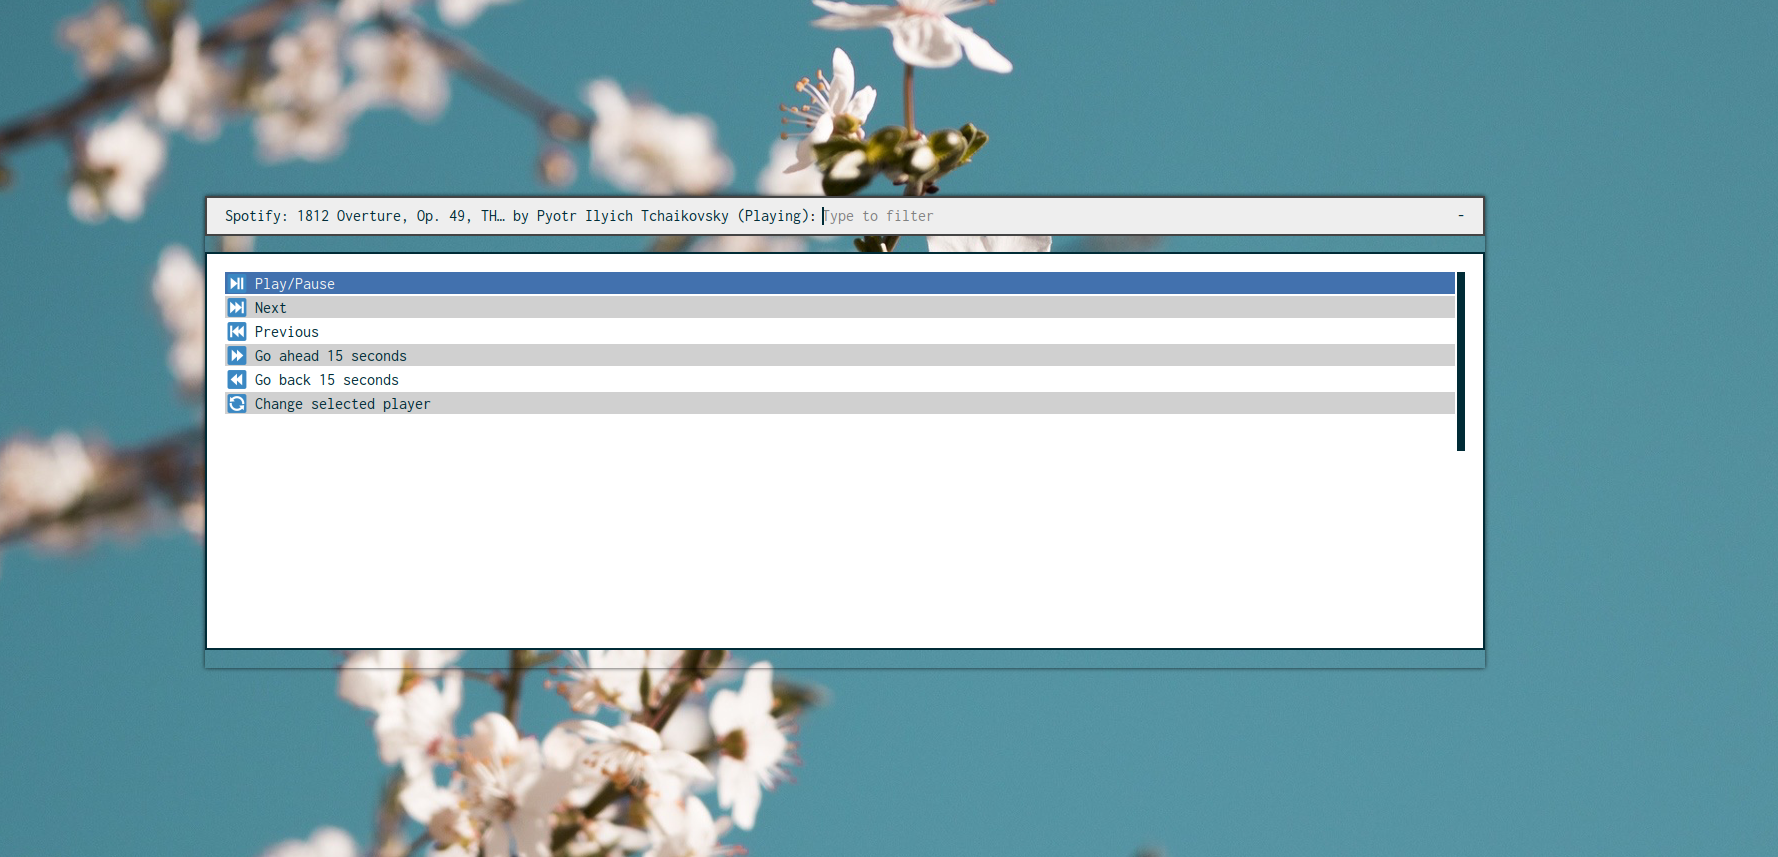 Spotify: 1812 Overture, Op. 49, TH… by Pyotr Ilyich Tchaikovsky (Playing): Type to filter -
Play/Pause
Next
Previous
Go ahead 15 seconds
Go back 15 seconds
Change selected player